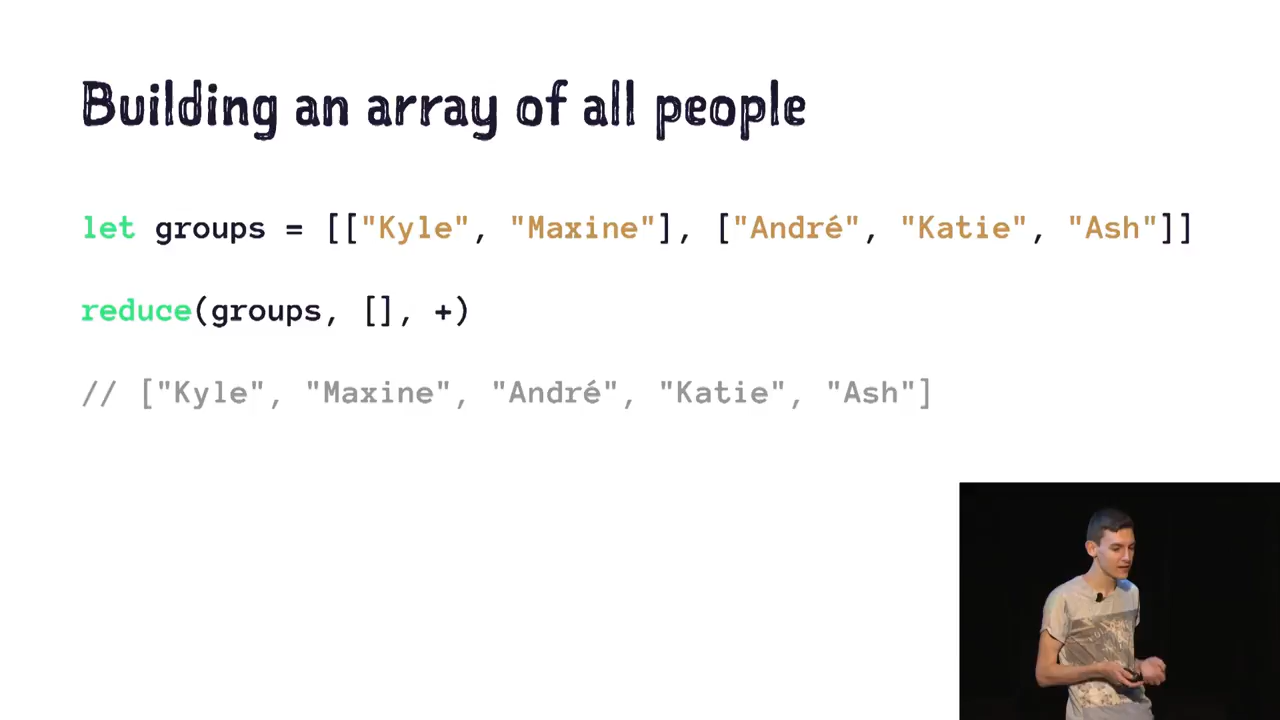 Building an array of all people
let groups = [["Kyle", "Maxine"], ["André", "Katie", "Ash"]]
reduce(groups, [], +)
// ["Kyle", "Maxine", "André", "Katie", "Ash"]